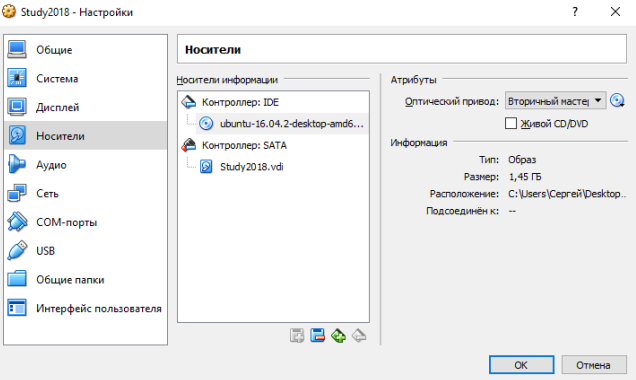 Study2018 - Настройки
?
Общие
Система
Дисплей
Носители
Аудио
Сеть
COM-порты
USB
Общие папки
Интерфейс пользователя
Носители
Носители информации
Контроллер: IDE
ubuntu-16.04.2-desktop-amd6...
Контроллер: SATA
Study2018.vdi
Атрибуты
Оптический привод: Вторичный мастер
Живой CD/DVD
Информация
Тип: Образ
Размер: 1,45 ГБ
Расположение: C:\Users\Сергей\Desktop...
Подсоединён к: --
OK
Отмена